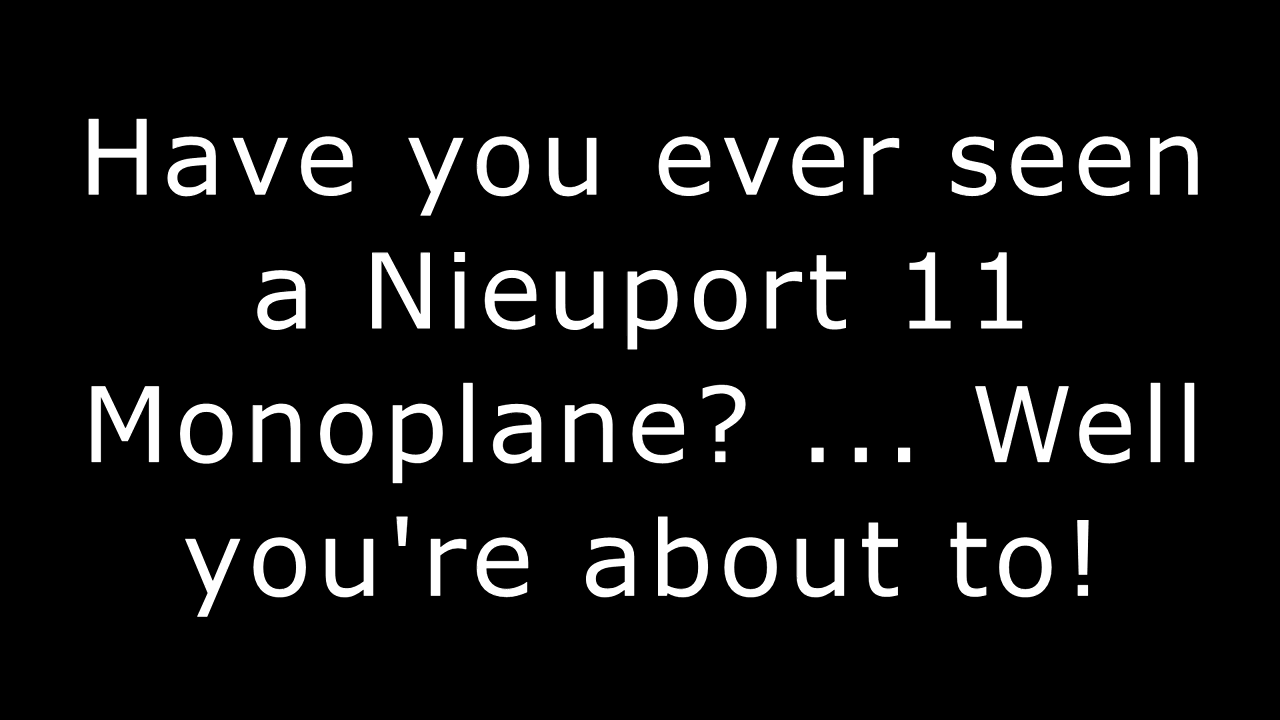 Have you ever seen
a Nieuport 11
Monoplane? ... Well
you're about to!